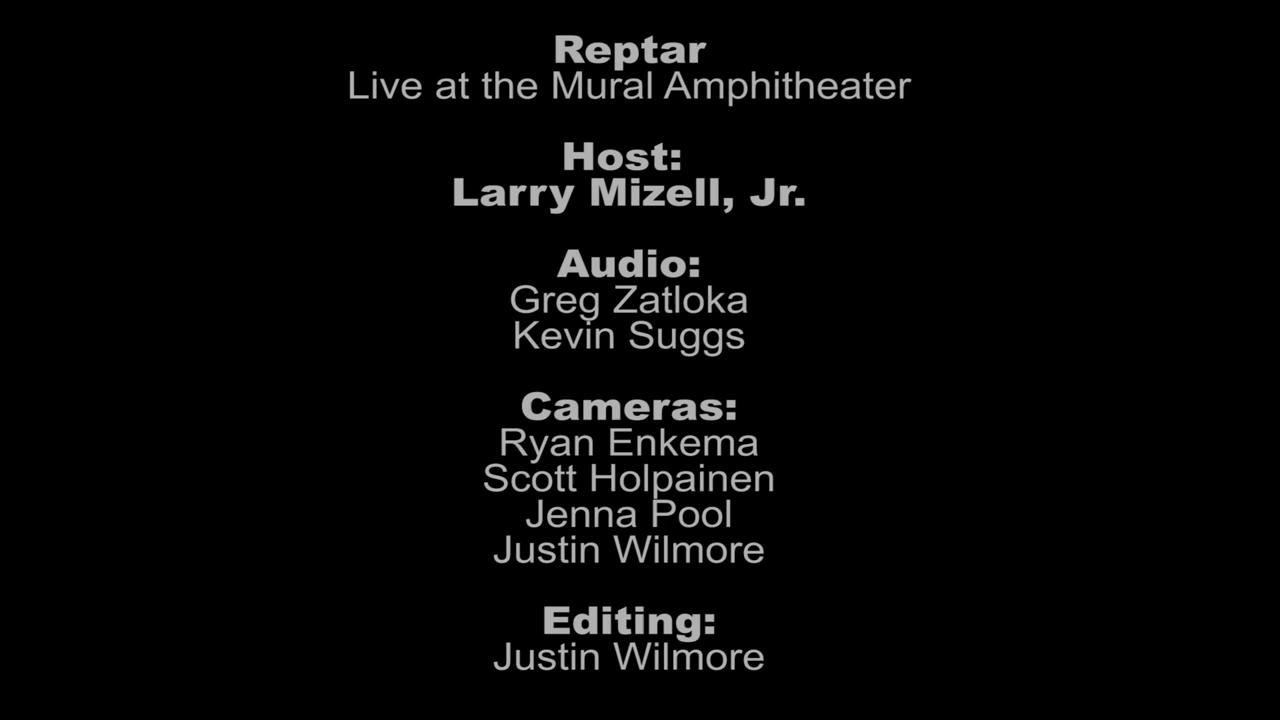 Reptar
Live at the Mural Amphitheater
Host:
Larry Mizell, Jr.
Audio:
Greg Zatloka
Kevin Suggs
Cameras:
Ryan Enkema
Scott Holpainen
Jenna Pool
Justin Wilmore
Editing:
Justin Wilmore